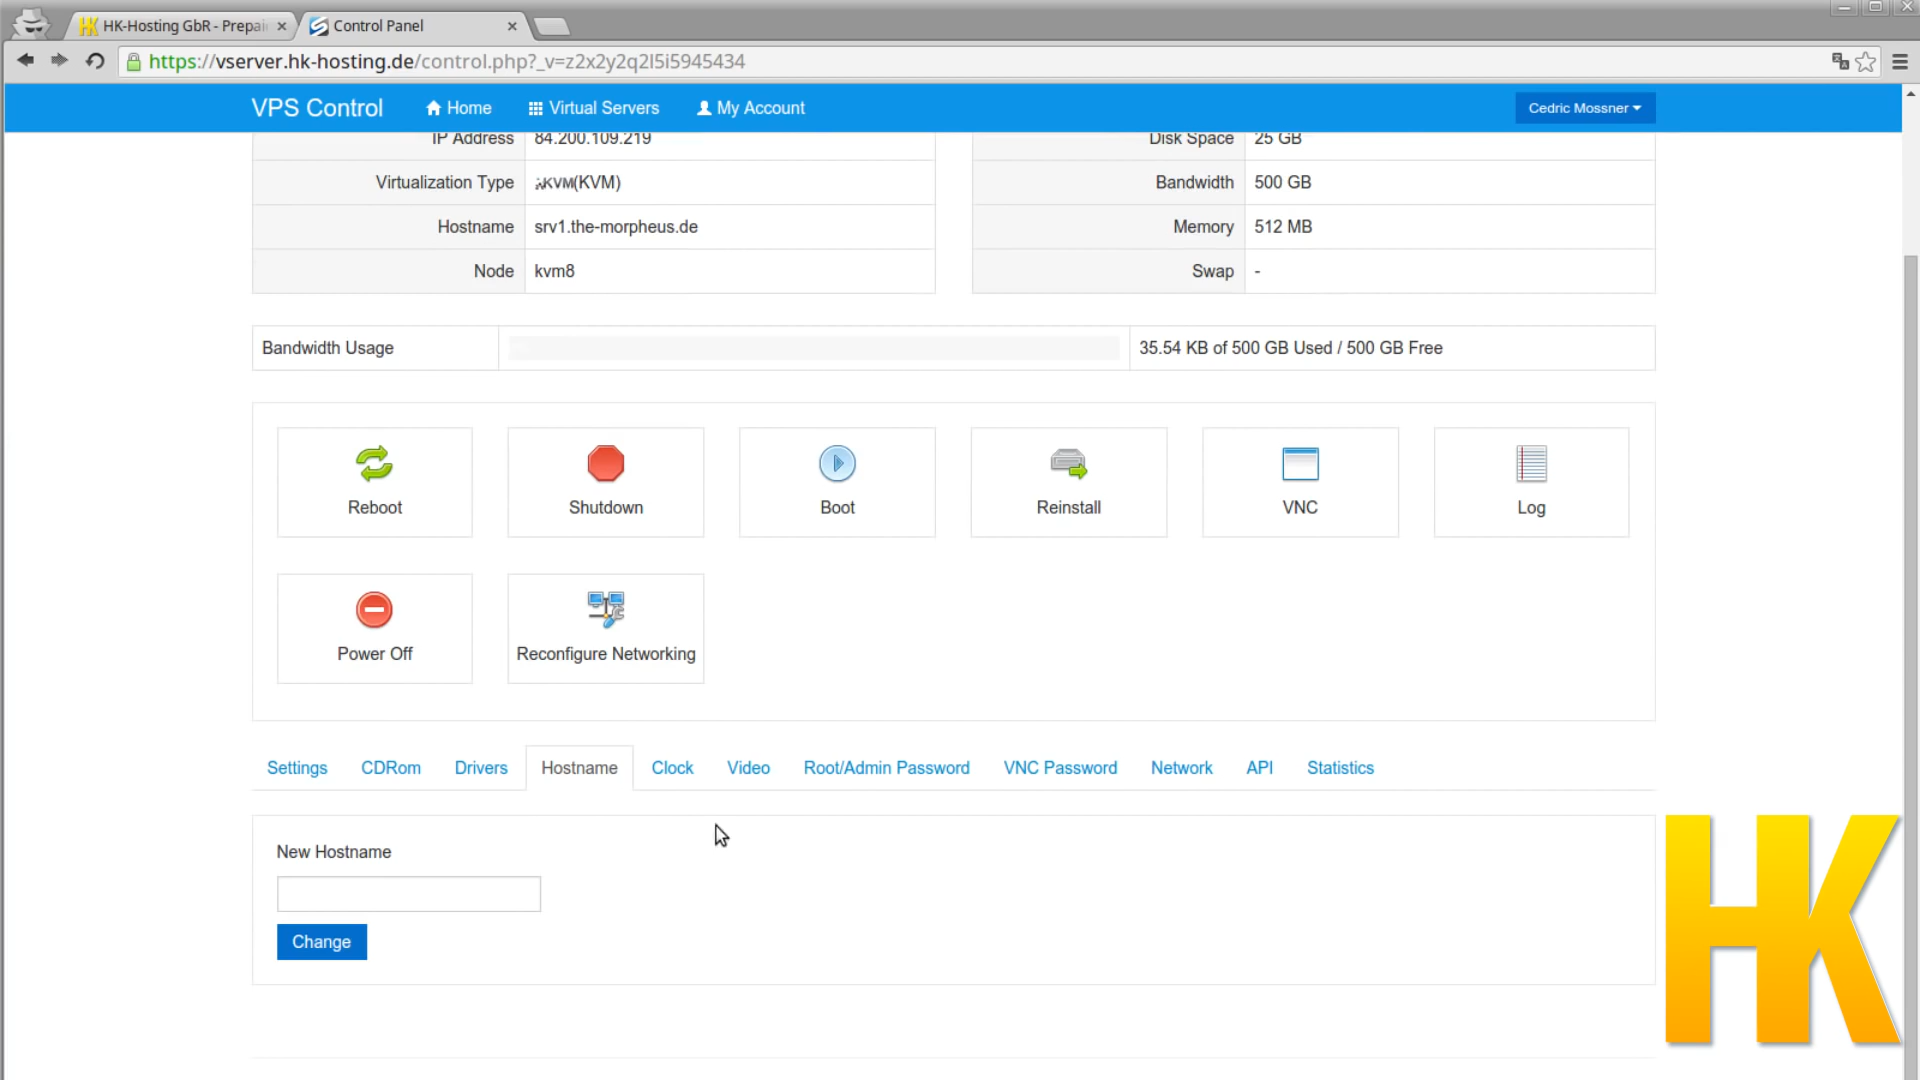 HK HK-Hosting GbR - Prepai
Control Panel
https://vserver.hk-hosting.de/control.php?_v=z2x2y2q2l5i5945434
VPS Control Home Virtual Servers My Account Cedric Mossner
IP Address 84.200.109.219 Disk Space 25 GB
Virtualization Type KVM(KVM) Bandwidth 500 GB
Hostname srv1.the-morpheus.de Memory 512 MB
Node kvm8 Swap -
Bandwidth Usage 35.54 KB of 500 GB Used / 500 GB Free
Reboot Shutdown Boot Reinstall VNC Log
Power Off Reconfigure Networking
Settings CDRom Drivers Hostname Clock Video Root/Admin Password VNC Password Network API Statistics
New Hostname
Change
HK